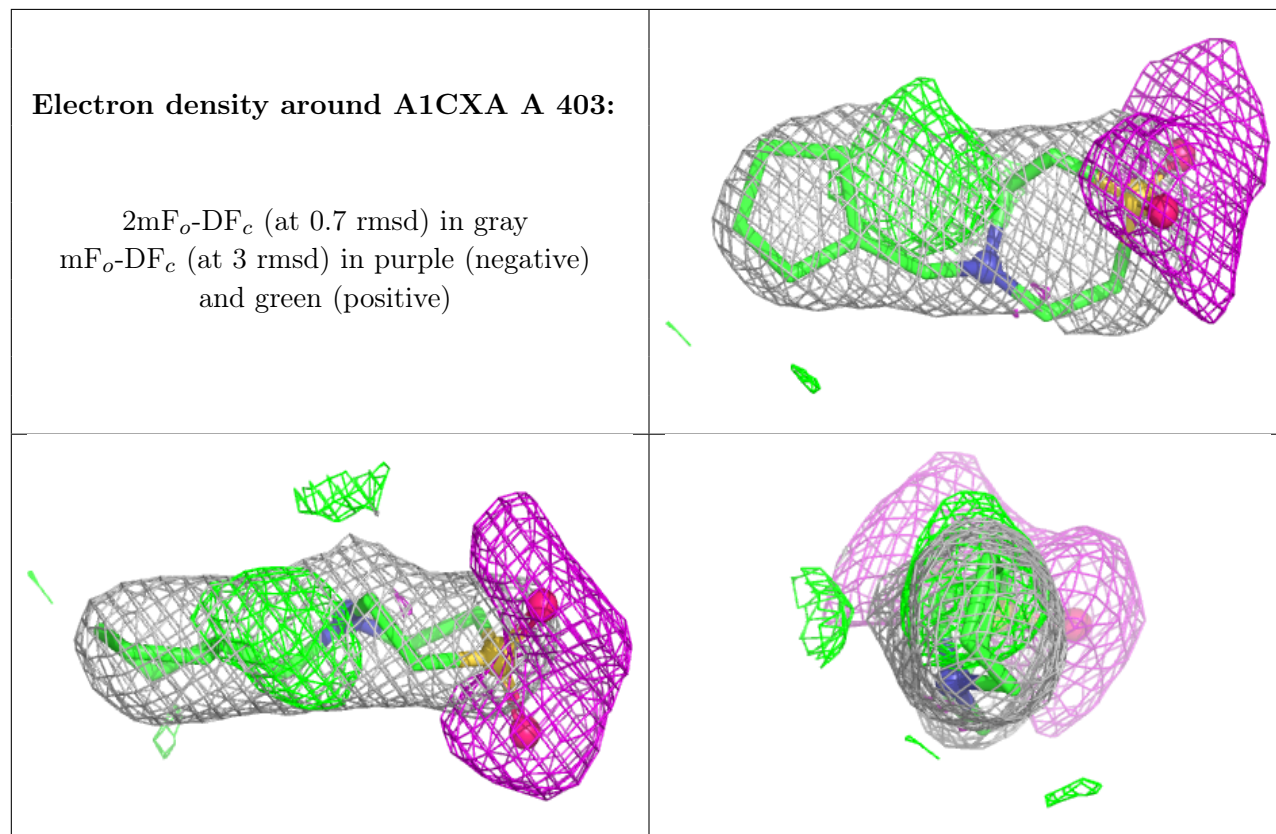 Electron density around A1CXA A 403:
2mFo-DFc (at 0.7 rmsd) in gray
mFo-DFc (at 3 rmsd) in purple (negative)
and green (positive)